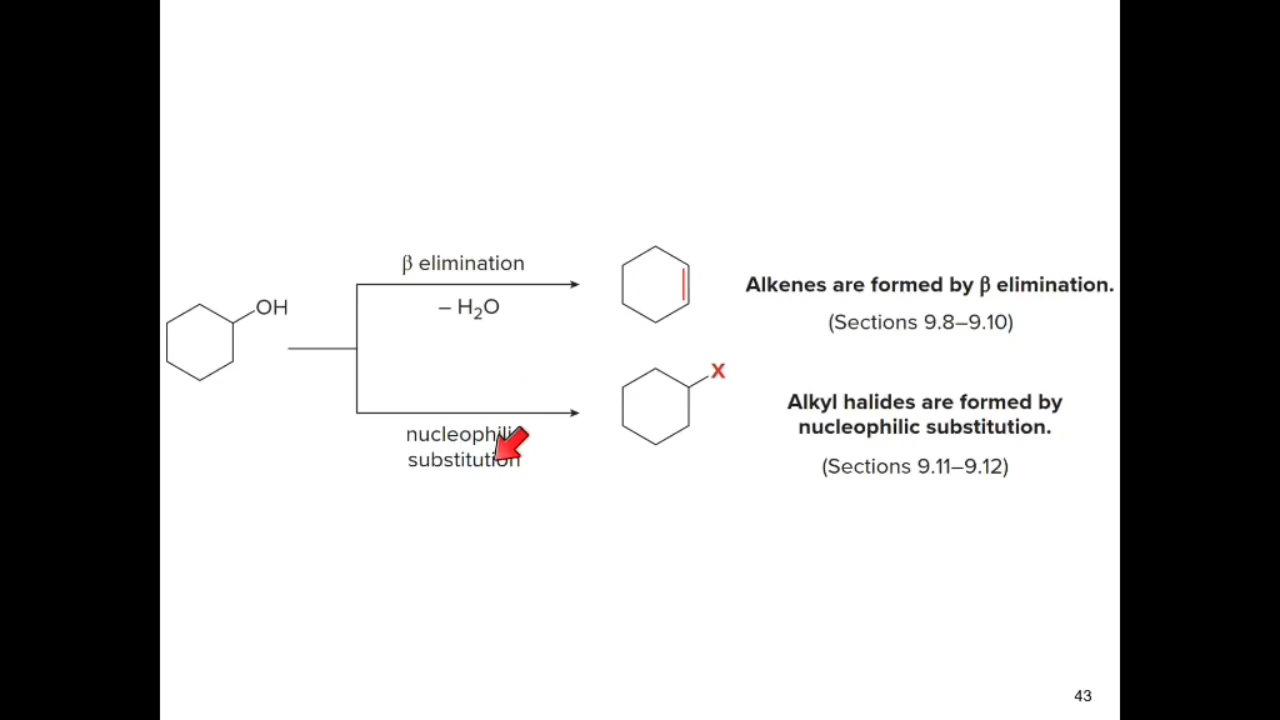 OH
β elimination
– H₂O
Alkenes are formed by β elimination.
(Sections 9.8–9.10)
X
nucleophilic
substitution
Alkyl halides are formed by
nucleophilic substitution.
(Sections 9.11–9.12)
43